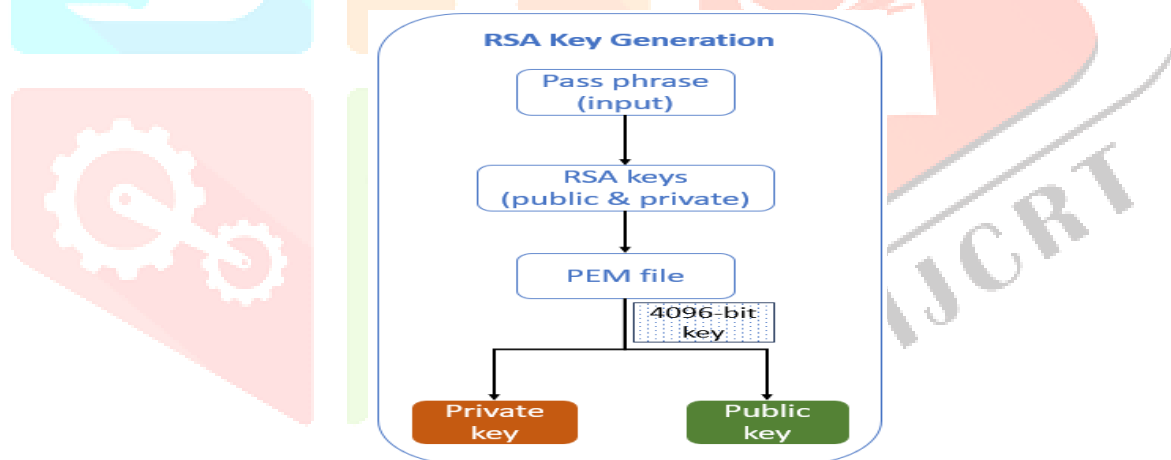 RSA Key Generation
Pass phrase
(input)
RSA keys
(public & private)
PEM file
4096-bit
key
Private
key
Public
key
IJCRT